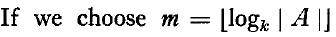 If we choose m = ⌊log_k | A |⌋